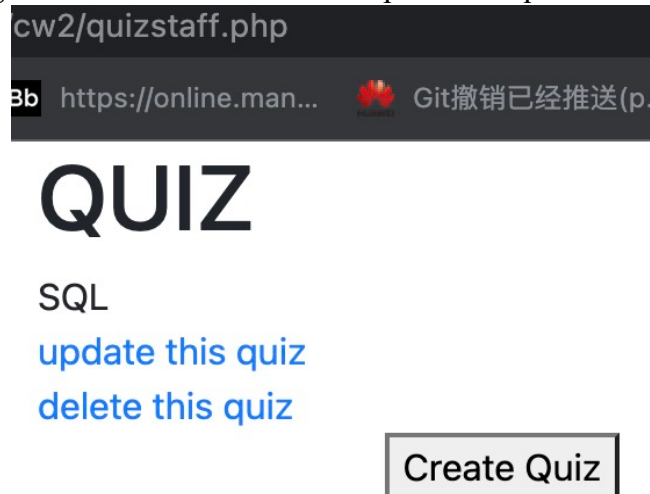 /cw2/quizstaff.php
Bb https://online.man... Git撤销已经推送(p.
QUIZ
SQL
update this quiz
delete this quiz
Create Quiz